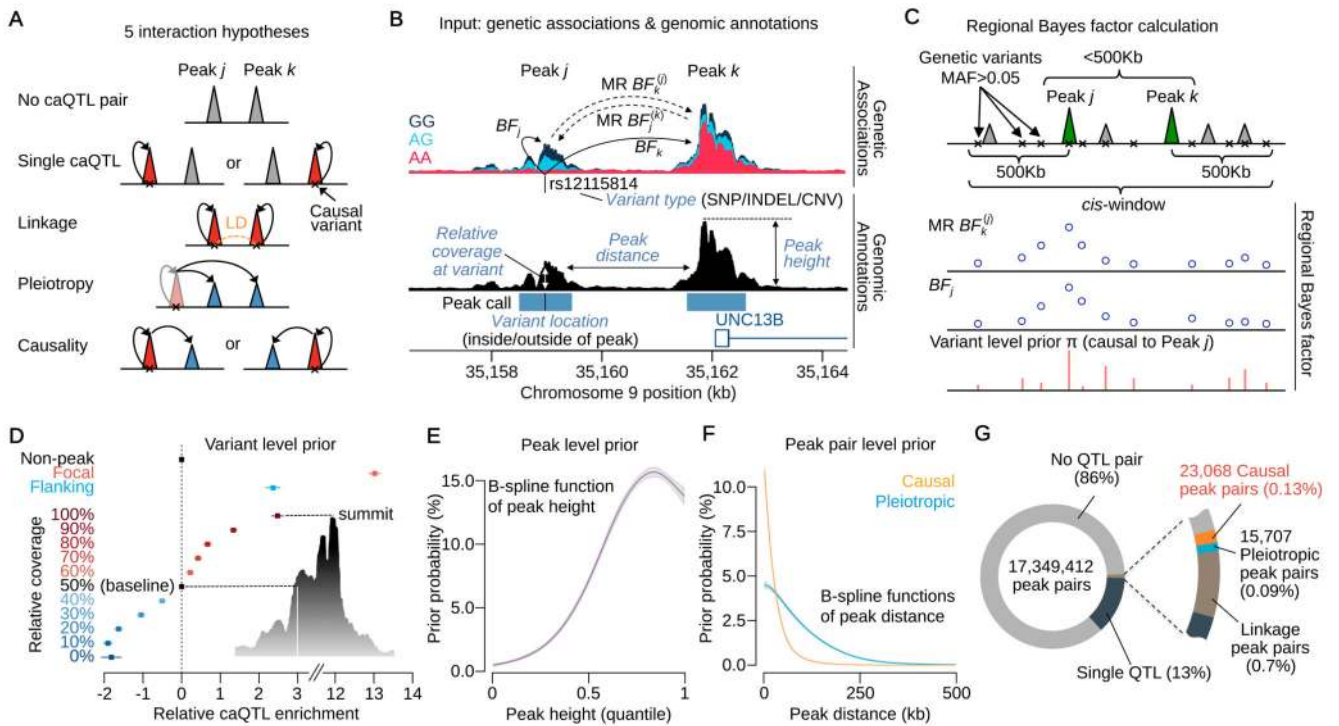 A
5 interaction hypotheses
Peak j Peak k
No caQTL pair
Single caQTL
or
Causal
variant
Linkage
LD
Pleiotropy
Causality
or
B
Input: genetic associations & genomic annotations
Peak j
Peak k
MR BF_k^(j)
MR BF_j^(k)
BF_j
BF_k
GG
AG
AA
rs12115814
Variant type (SNP/INDEL/CNV)
Genetic
Associations
Relative
coverage
at variant
Peak
distance
Peak
height
Peak call
Variant location
(inside/outside of peak)
UNC13B
Genomic
Annotations
35,158 35,160 35,162 35,164
Chromosome 9 position (kb)
C
Regional Bayes factor calculation
Genetic variants
MAF>0.05
<500Kb
Peak j
Peak k
500Kb
500Kb
cis-window
MR BF_k^(j)
BF_j
Variant level prior π (causal to Peak j)
Regional Bayes factor
D
Variant level prior
Non-peak
Focal
Flanking
Relative coverage
100%
90%
80%
70%
60%
50% (baseline)
40%
30%
20%
10%
0%
summit
-2 -1 0 1 2 3 12 13 14
Relative caQTL enrichment
E
Peak level prior
B-spline function
of peak height
Prior probability (%)
15.0
10.0
5.0
0.0
0 0.5 1
Peak height (quantile)
F
Peak pair level prior
Causal
Pleiotropic
B-spline functions
of peak distance
Prior probability (%)
10.0
5.0
0.0
0 250 500
Peak distance (kb)
G
No QTL pair
(86%)
17,349,412
peak pairs
Single QTL (13%)
23,068 Causal
peak pairs (0.13%)
15,707
Pleiotropic
peak pairs
(0.09%)
Linkage
peak pairs
(0.7%)